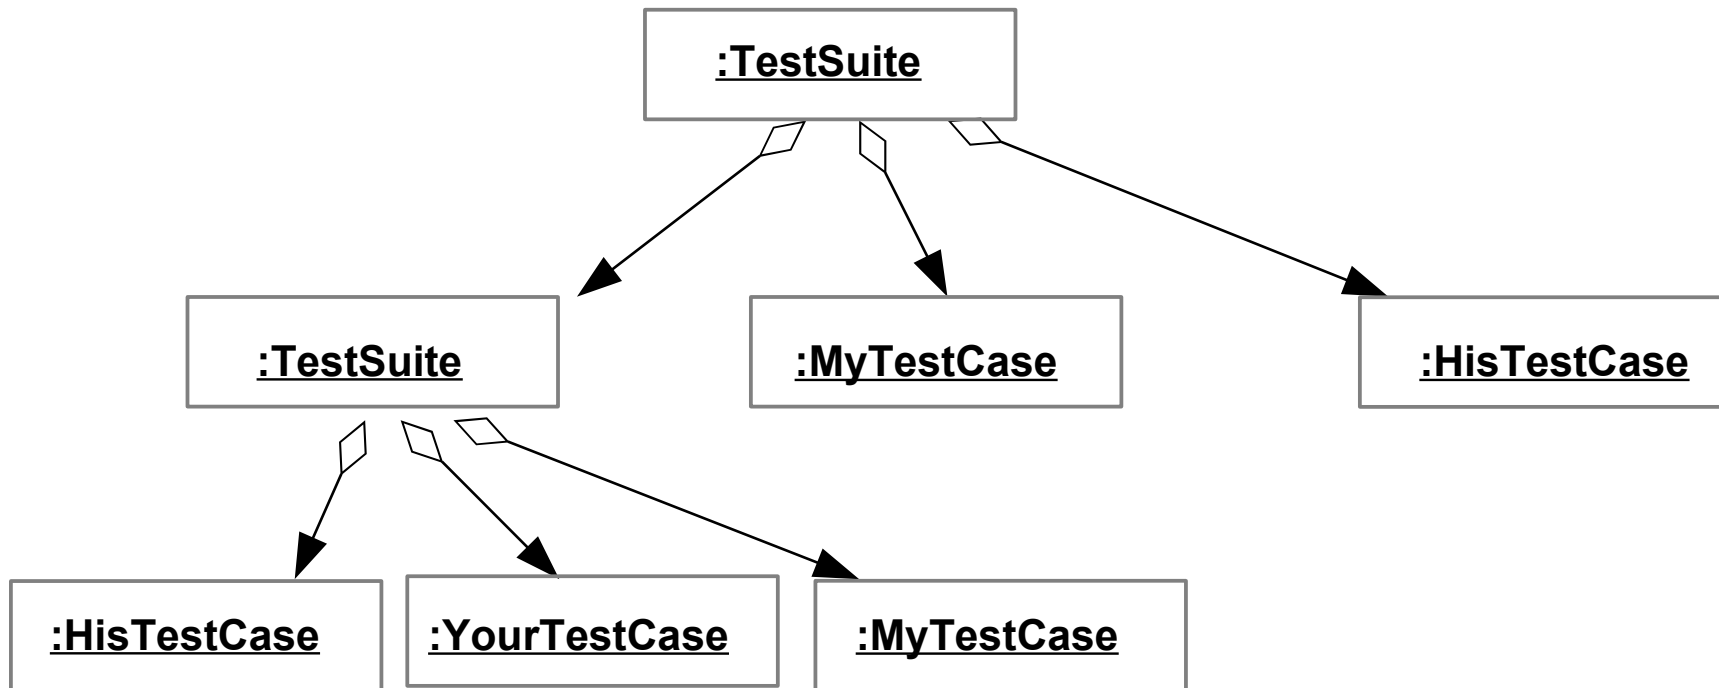 :TestSuite
:TestSuite
:MyTestCase
:HisTestCase
:HisTestCase
:YourTestCase
:MyTestCase